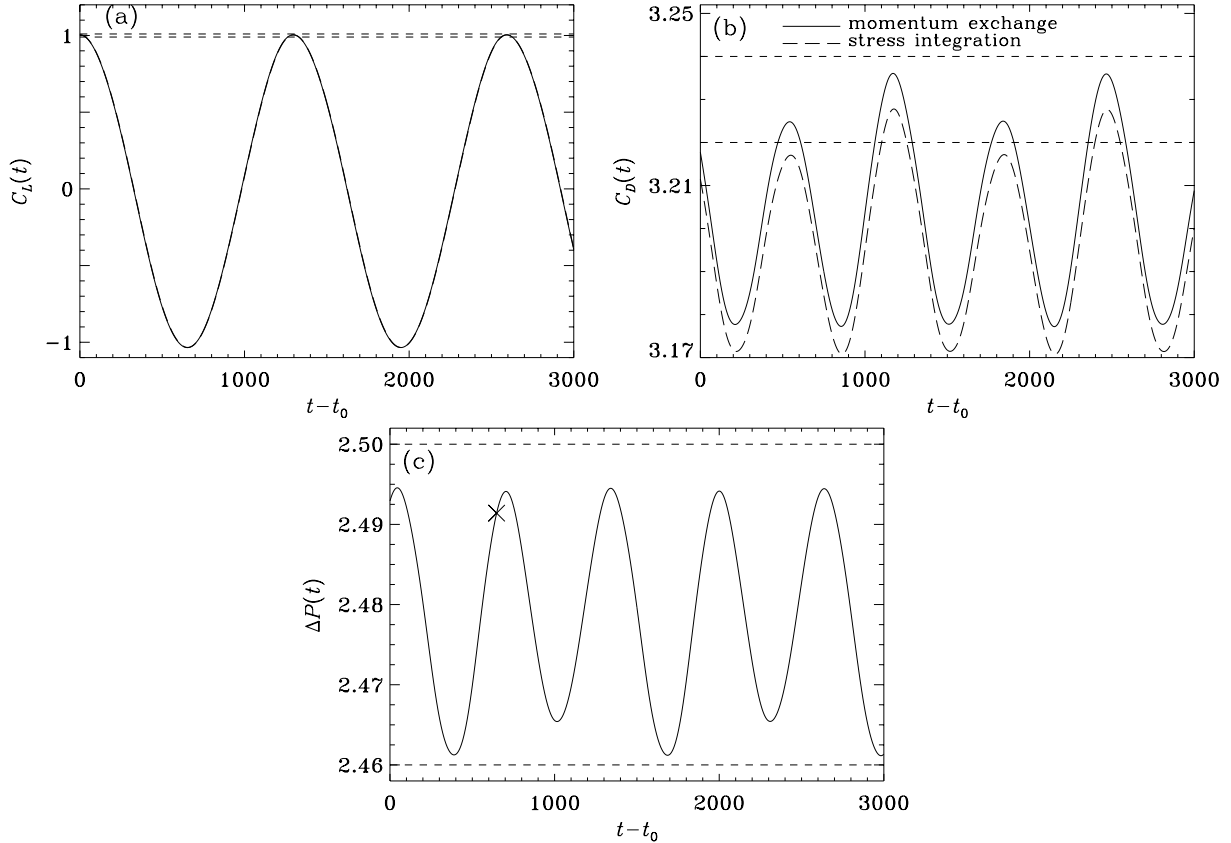 (a)
1
0
−1
C_L(t)
0 1000 2000 3000
t−t_0
(b)
momentum exchange
stress integration
3.25
3.21
3.17
C_D(t)
0 1000 2000 3000
t−t_0
(c)
2.50
2.49
2.48
2.47
2.46
ΔP(t)
0 1000 2000 3000
t−t_0